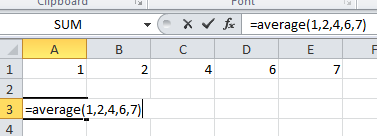 Clipboard Font
SUM =average(1,2,4,6,7)
A B C D E
1 1 2 4 6 7
2
3 =average(1,2,4,6,7)
4